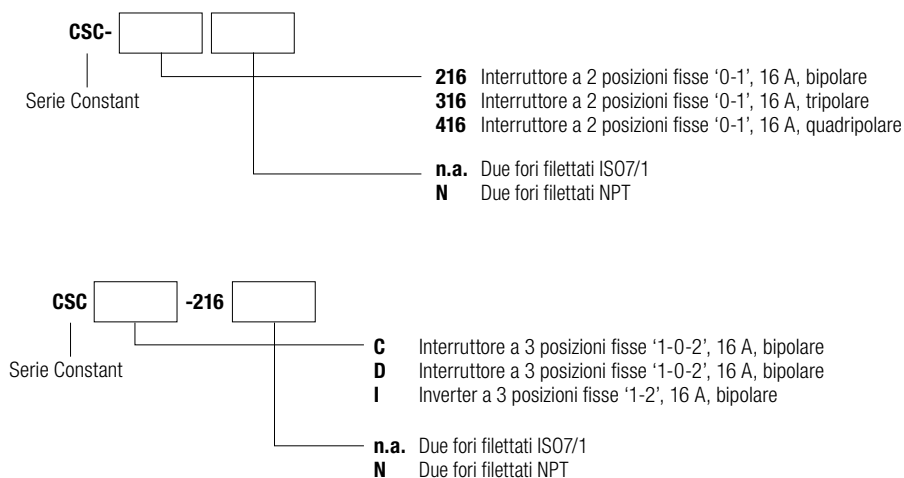 CSC-
Serie Constant
216 Interruttore a 2 posizioni fisse ‘0-1’, 16 A, bipolare
316 Interruttore a 2 posizioni fisse ‘0-1’, 16 A, tripolare
416 Interruttore a 2 posizioni fisse ‘0-1’, 16 A, quadripolare
n.a. Due fori filettati ISO7/1
N Due fori filettati NPT
CSC -216
Serie Constant
C Interruttore a 3 posizioni fisse ‘1-0-2’, 16 A, bipolare
D Interruttore a 3 posizioni fisse ‘1-0-2’, 16 A, bipolare
I Inverter a 3 posizioni fisse ‘1-2’, 16 A, bipolare
n.a. Due fori filettati ISO7/1
N Due fori filettati NPT